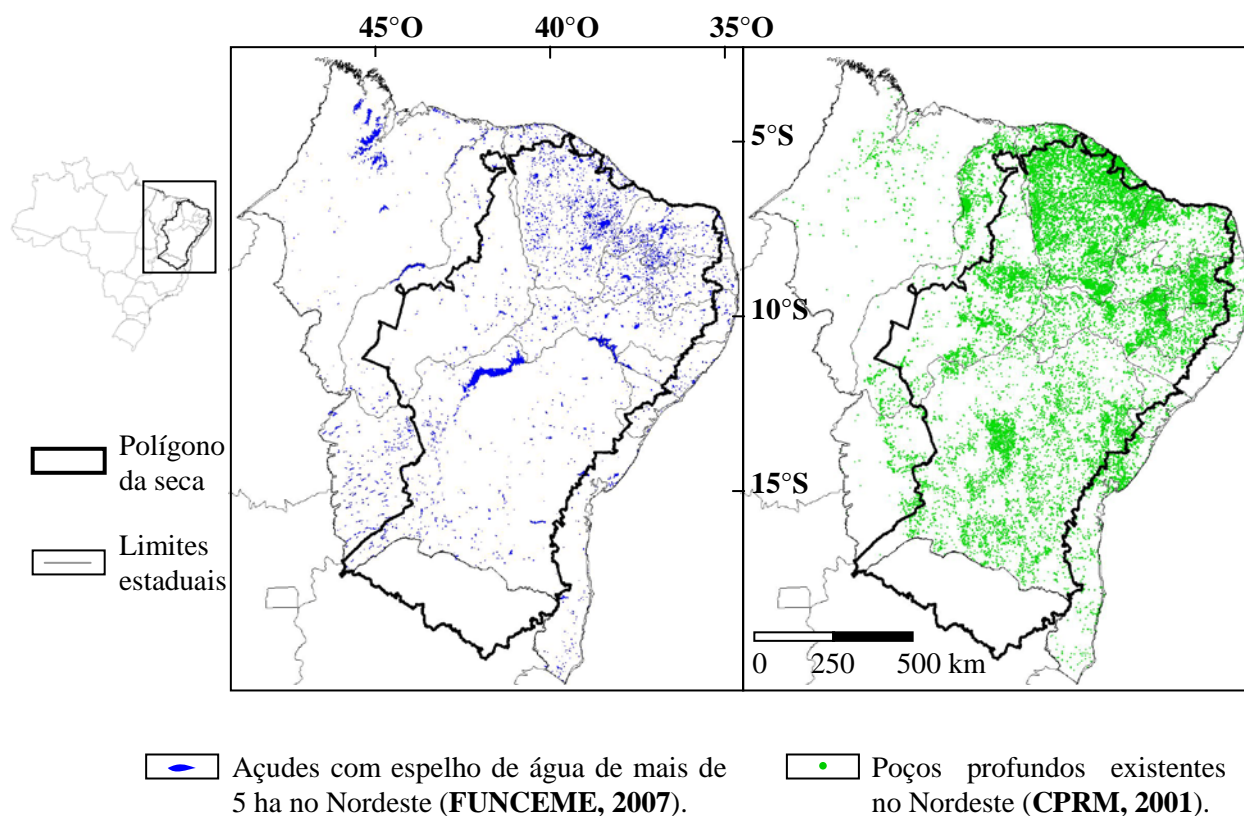 45°O 40°O 35°O
5°S
10°S
15°S
Polígono
da seca
Limites
estaduais
0 250 500 km
Açudes com espelho de água de mais de
5 ha no Nordeste (FUNCEME, 2007).
Poços profundos existentes
no Nordeste (CPRM, 2001).